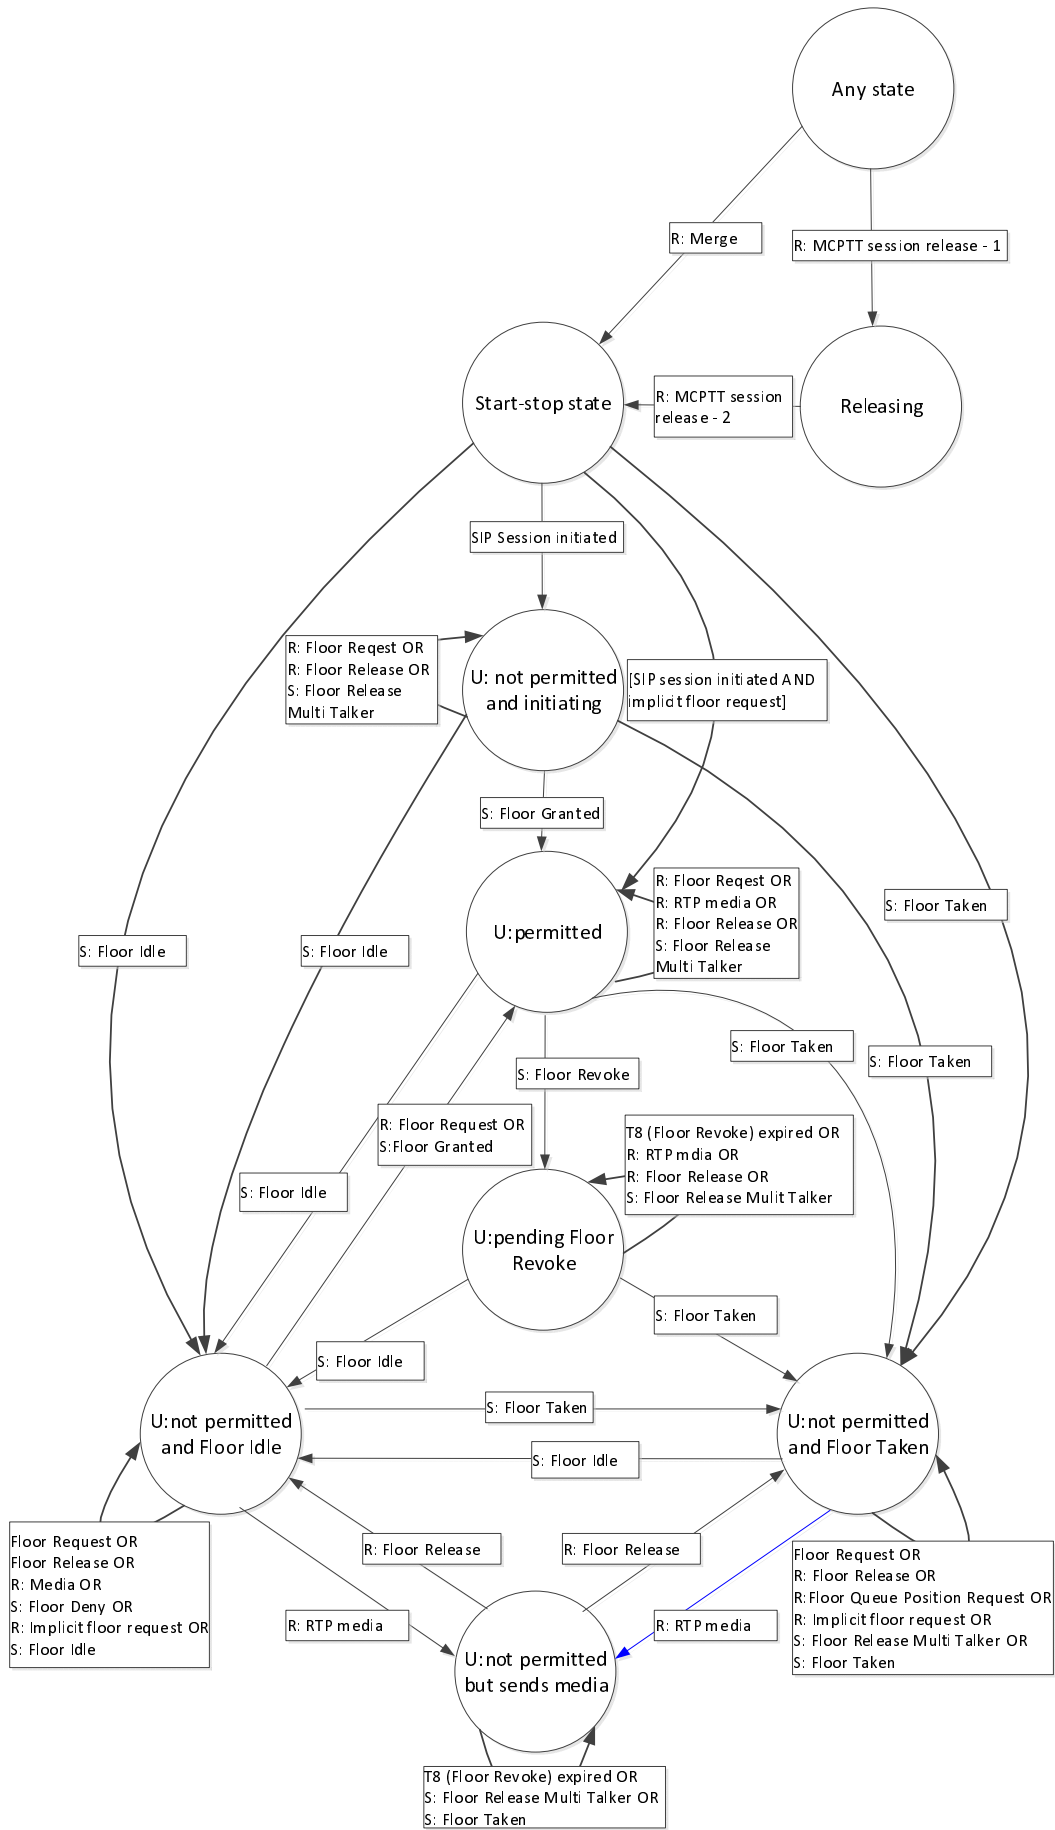 Any state
R: Merge
R: MCPTT session release - 1
Start-stop state
R: MCPTT session
release - 2
Releasing
SIP Session initiated
R: Floor Reqest OR
R: Floor Release OR
S: Floor Release
Multi Talker
U: not permitted
and initiating
[SIP session initiated AND
implicit floor request]
S: Floor Granted
U:permitted
R: Floor Reqest OR
R: RTP media OR
R: Floor Release OR
S: Floor Release
Multi Talker
S: Floor Taken
S: Floor Idle
S: Floor Idle
S: Floor Taken
S: Floor Taken
S: Floor Revoke
R: Floor Request OR
S:Floor Granted
T8 (Floor Revoke) expired OR
R: RTP mdia OR
R: Floor Release OR
S: Floor Release Mulit Talker
S: Floor Idle
U:pending Floor
Revoke
S: Floor Taken
S: Floor Idle
U:not permitted
and Floor Idle
S: Floor Taken
U:not permitted
and Floor Taken
S: Floor Idle
Floor Request OR
Floor Release OR
R: Media OR
S: Floor Deny OR
R: Implicit floor request OR
S: Floor Idle
R: Floor Release
R: Floor Release
Floor Request OR
R: Floor Release OR
R:Floor Queue Position Request OR
R: Implicit floor request OR
S: Floor Release Multi Talker OR
S: Floor Taken
R: RTP media
R: RTP media
U:not permitted
but sends media
T8 (Floor Revoke) expired OR
S: Floor Release Multi Talker OR
S: Floor Taken